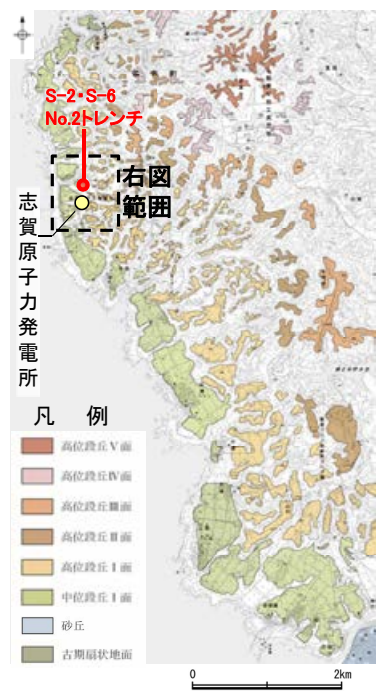 S-2・S-6
No.2トレンチ
右図
範囲
志賀原子力発電所
凡 例
高位段丘Ⅴ面
高位段丘Ⅳ面
高位段丘Ⅲ面
高位段丘Ⅱ面
高位段丘Ⅰ面
中位段丘Ⅰ面
砂丘
古期扇状地面
0 2km